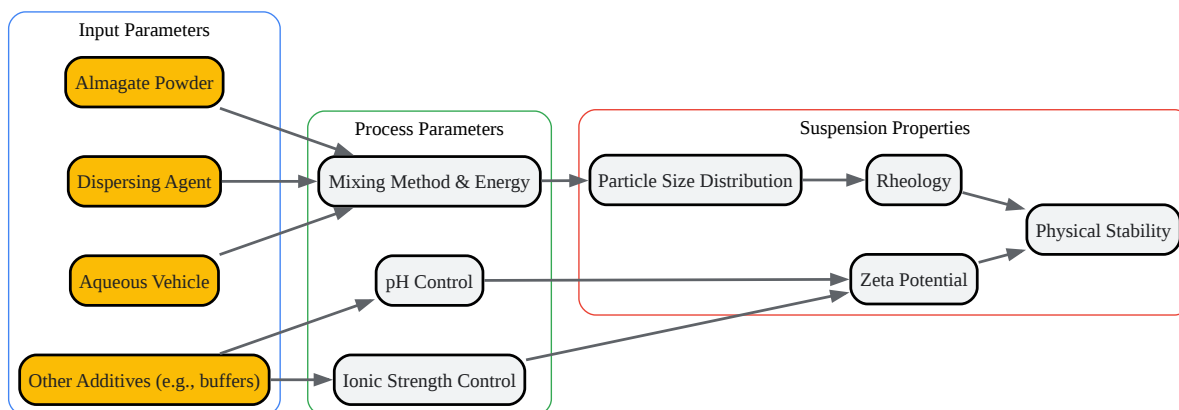 Input Parameters
Almagate Powder
Dispersing Agent
Aqueous Vehicle
Other Additives (e.g., buffers)
Process Parameters
Mixing Method & Energy
pH Control
Ionic Strength Control
Suspension Properties
Particle Size Distribution
Rheology
Physical Stability
Zeta Potential